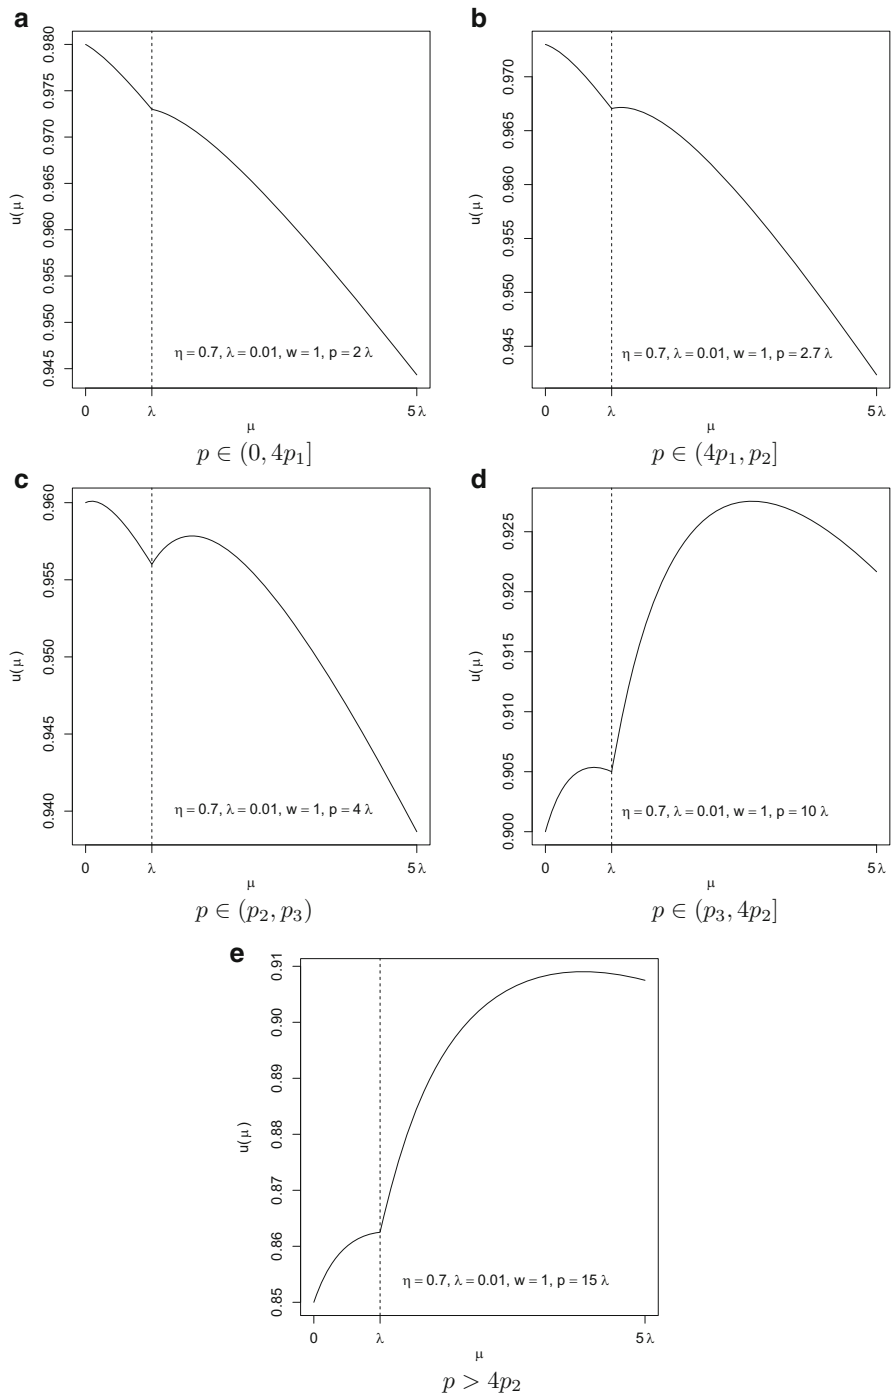 a
0.980
0.975
0.970
0.965
0.960
0.955
0.950
0.945
u(μ)
η = 0.7, λ = 0.01, w = 1, p = 2 λ
0 λ 5 λ
μ
p ∈ (0, 4p₁]
b
0.970
0.965
0.960
0.955
0.950
0.945
u(μ)
η = 0.7, λ = 0.01, w = 1, p = 2.7 λ
0 λ 5 λ
μ
p ∈ (4p₁, p₂]
c
0.960
0.955
0.950
0.945
0.940
u(μ)
η = 0.7, λ = 0.01, w = 1, p = 4 λ
0 λ 5 λ
μ
p ∈ (p₂, p₃)
d
0.925
0.920
0.915
0.910
0.905
0.900
u(μ)
η = 0.7, λ = 0.01, w = 1, p = 10 λ
0 λ 5 λ
μ
p ∈ (p₃, 4p₂]
e
0.91
0.90
0.89
0.88
0.87
0.86
0.85
u(μ)
η = 0.7, λ = 0.01, w = 1, p = 15 λ
0 λ 5 λ
μ
p > 4p₂